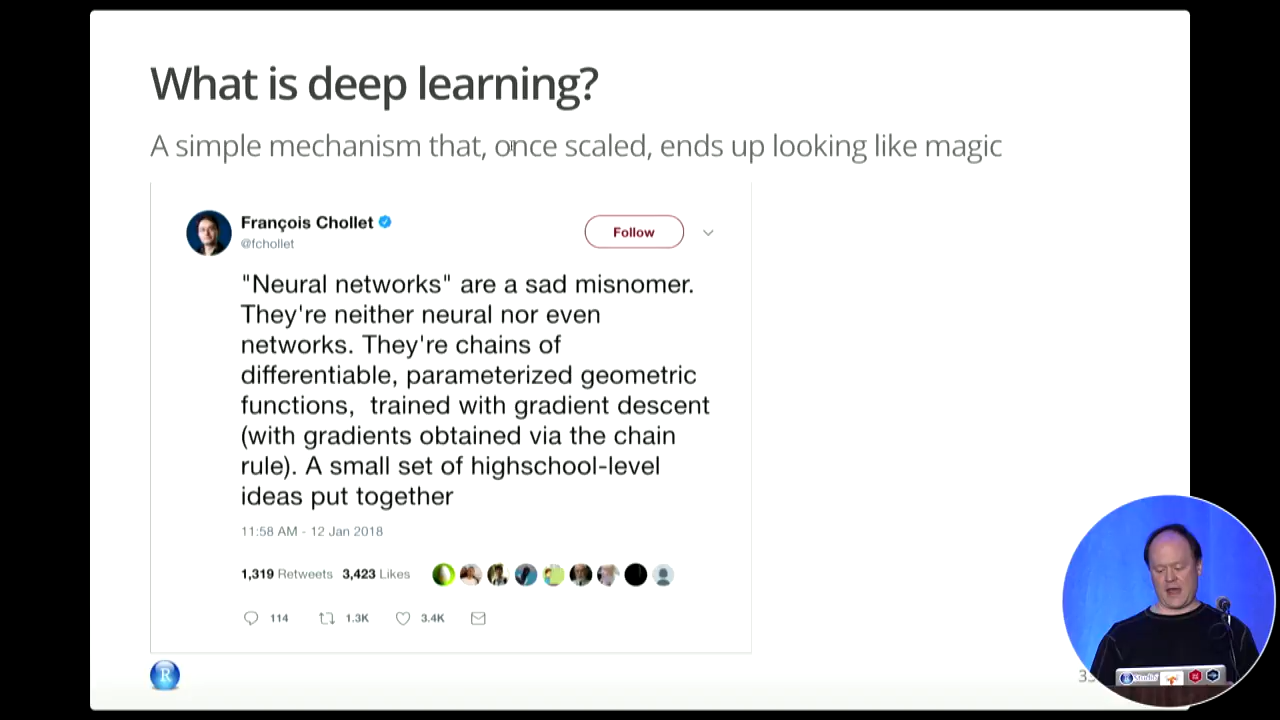 What is deep learning?
A simple mechanism that, once scaled, ends up looking like magic
François Chollet
@fchollet
Follow
"Neural networks" are a sad misnomer.
They're neither neural nor even
networks. They're chains of
differentiable, parameterized geometric
functions, trained with gradient descent
(with gradients obtained via the chain
rule). A small set of highschool-level
ideas put together
11:58 AM - 12 Jan 2018
1,319 Retweets 3,423 Likes
114 1.3K 3.4K
R
R Studio